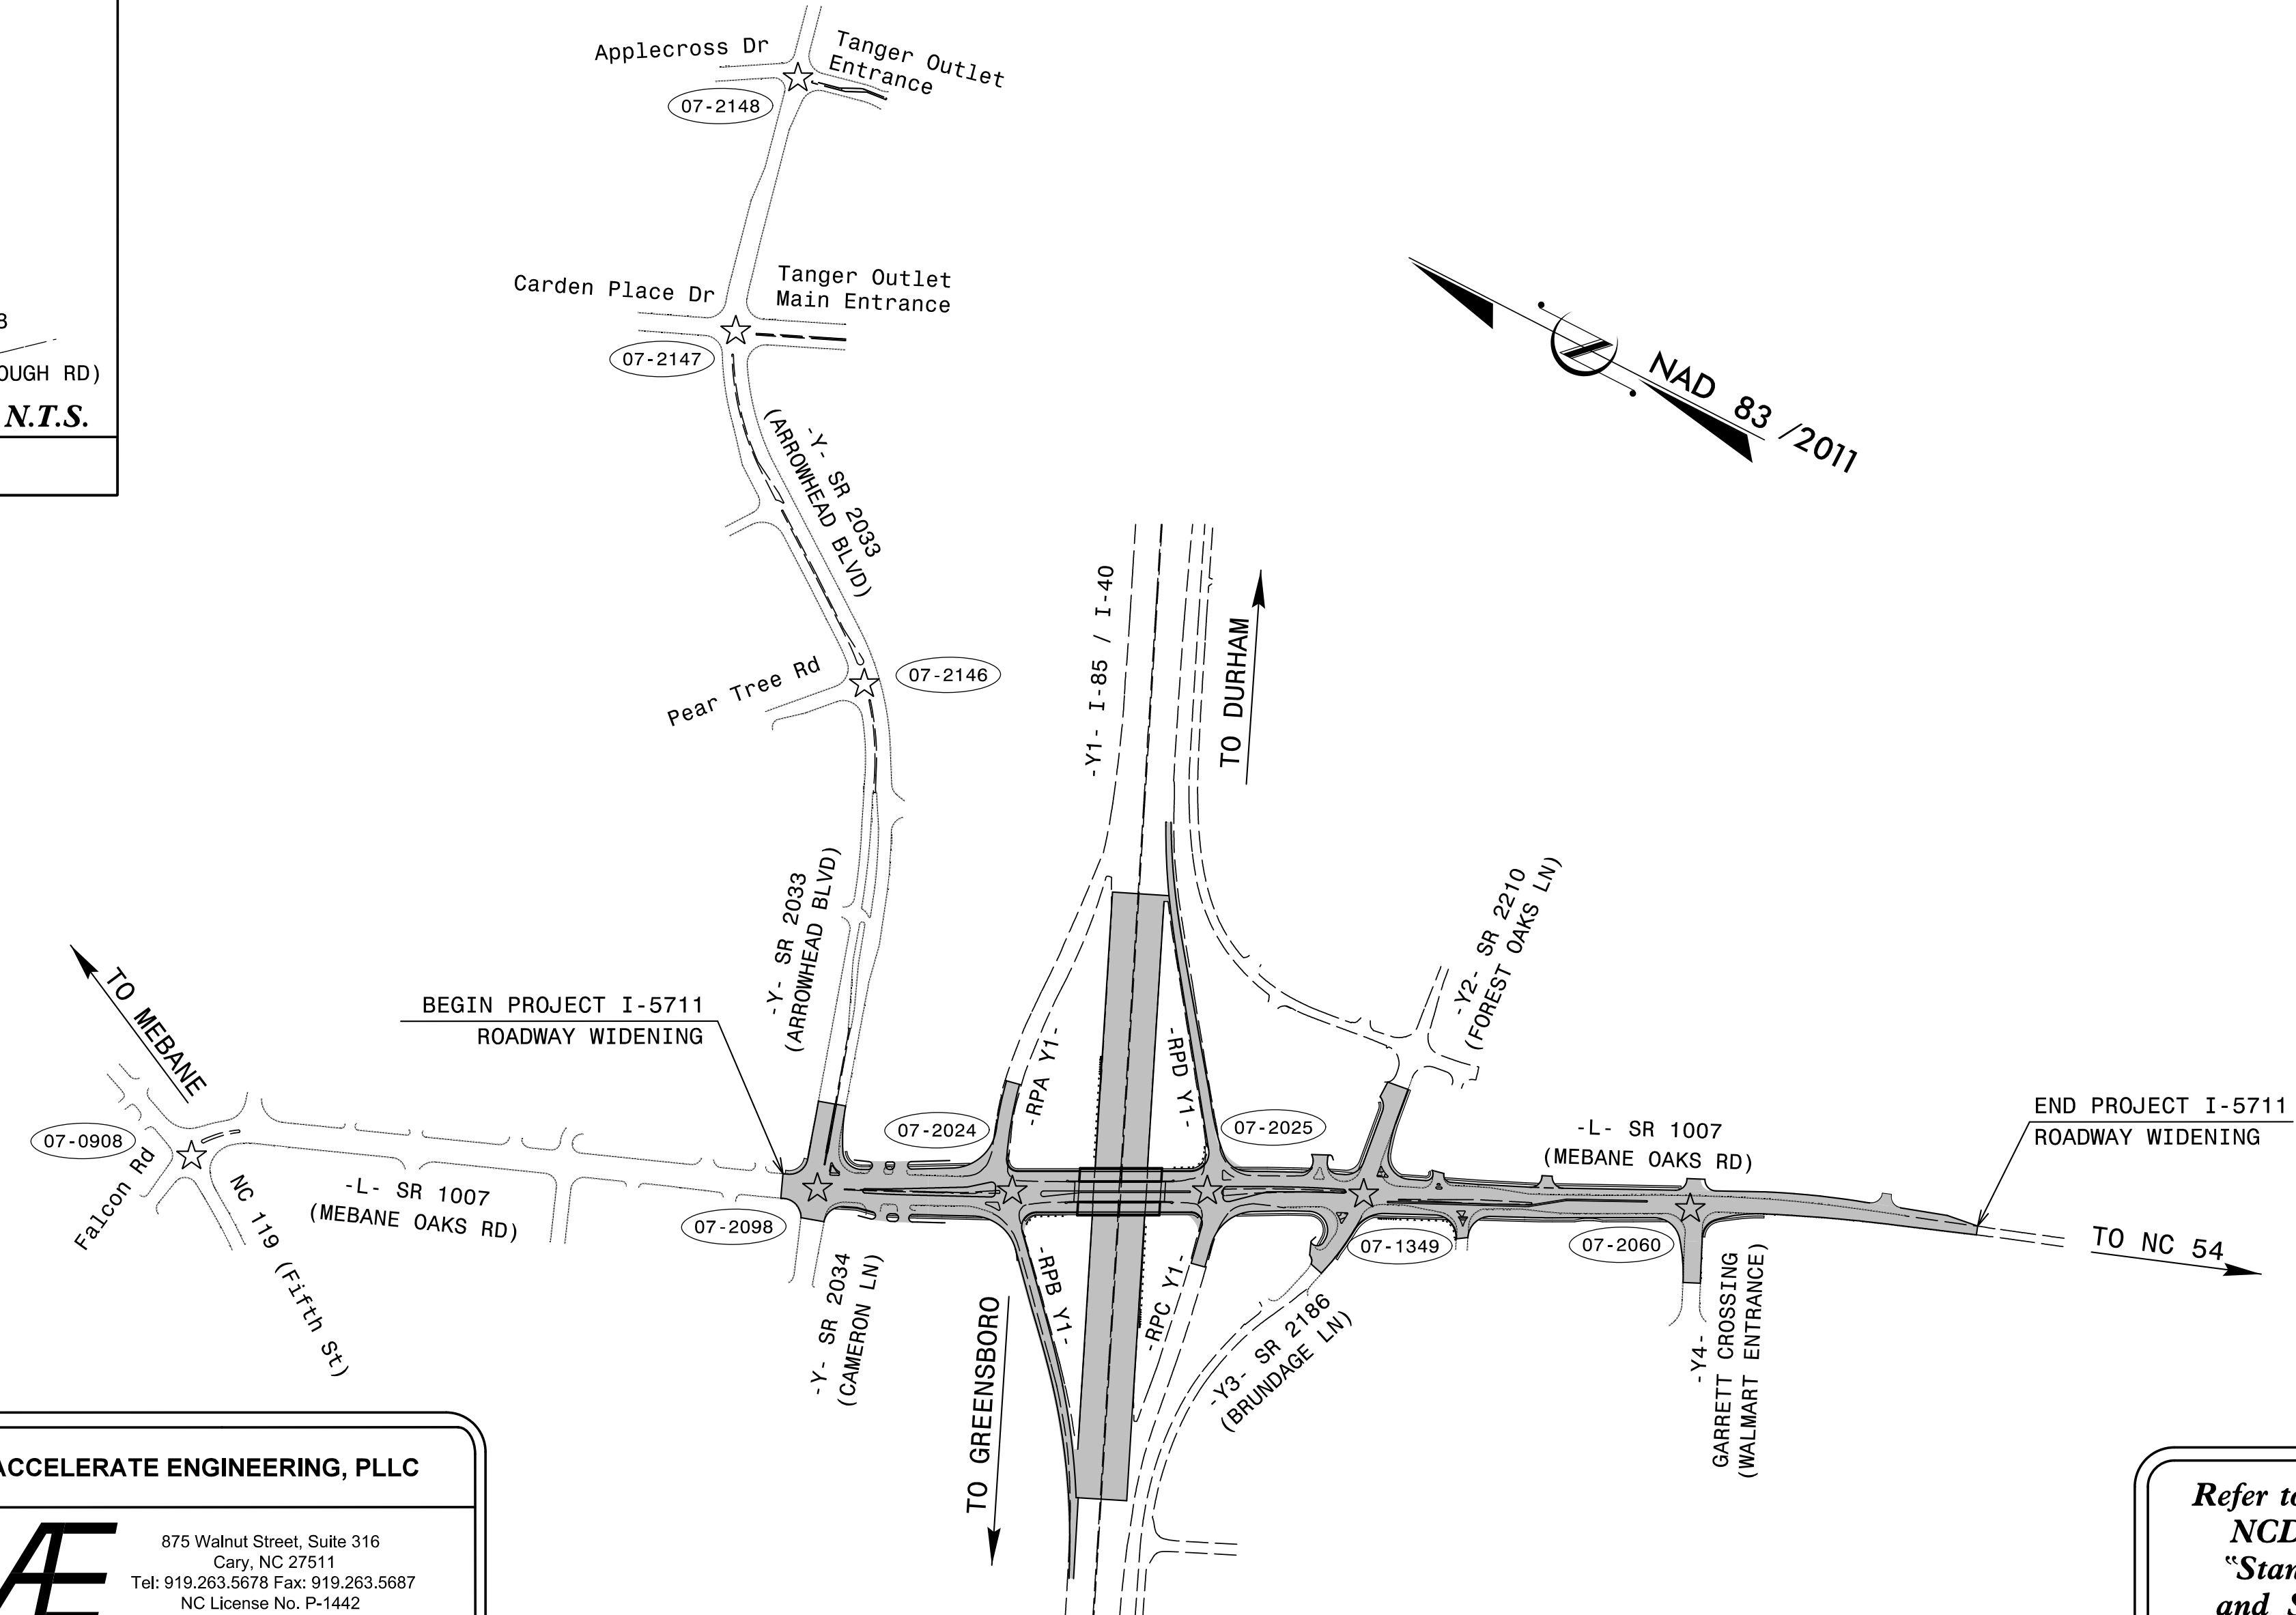 Applecross Dr
Tanger Outlet
Entrance
07-2148
OUGH RD)
N.T.S.
Carden Place Dr
Tanger Outlet
Main Entrance
07-2147
NAD 83 /2011
-Y- SR 2033
(ARROWHEAD BLVD)
Pear Tree Rd
07-2146
-Y1- I-85 / I-40
TO DURHAM
-Y- SR 2033
(ARROWHEAD BLVD)
-Y2- SR 2210
(FOREST OAKS LN)
TO MEBANE
BEGIN PROJECT I-5711
ROADWAY WIDENING
-RPA Y1-
-RPD Y1-
07-0908
Falcon Rd
NC 119 (Fifth St)
-L- SR 1007
(MEBANE OAKS RD)
07-2098
07-2024
07-2025
-L- SR 1007
(MEBANE OAKS RD)
END PROJECT I-5711
ROADWAY WIDENING
07-1349
07-2060
TO NC 54
-Y- SR 2034
(CAMERON LN)
-RPB Y1-
-RPC Y1-
TO GREENSBORO
-Y3- SR 2186
(BRUNDAGE LN)
-Y4-
GARRETT CROSSING
(WALMART ENTRANCE)
ACCELERATE ENGINEERING, PLLC
Æ
875 Walnut Street, Suite 316
Cary, NC 27511
Tel: 919.263.5678 Fax: 919.263.5687
NC License No. P-1442
Refer to
NCD
"Stan
and S